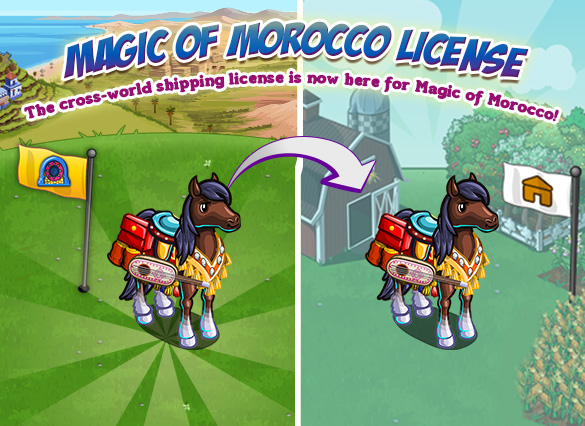 MAGIC OF MOROCCO LICENSE
The cross-world shipping license is now here for Magic of Morocco!